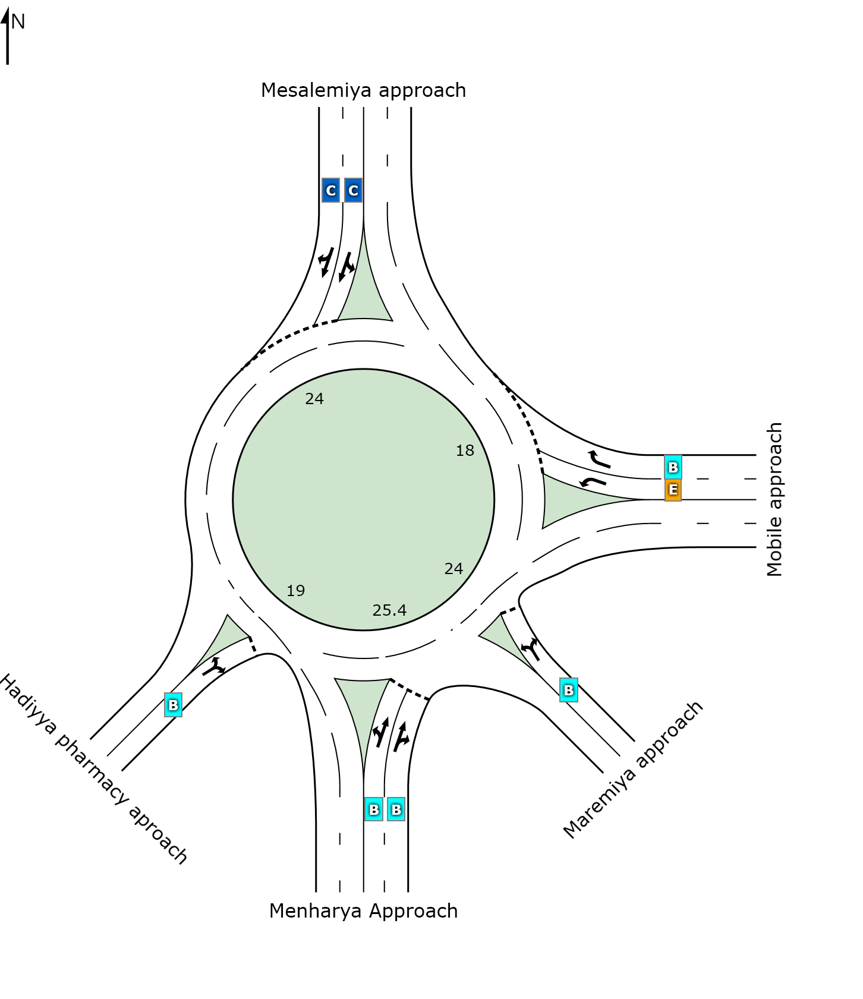 N
Mesalemiya approach
C C
24
18
B
E
Mobile approach
24
19
25.4
B
B
Hadiyya pharmacy aproach
Maremiya approach
B B
Menharya Approach